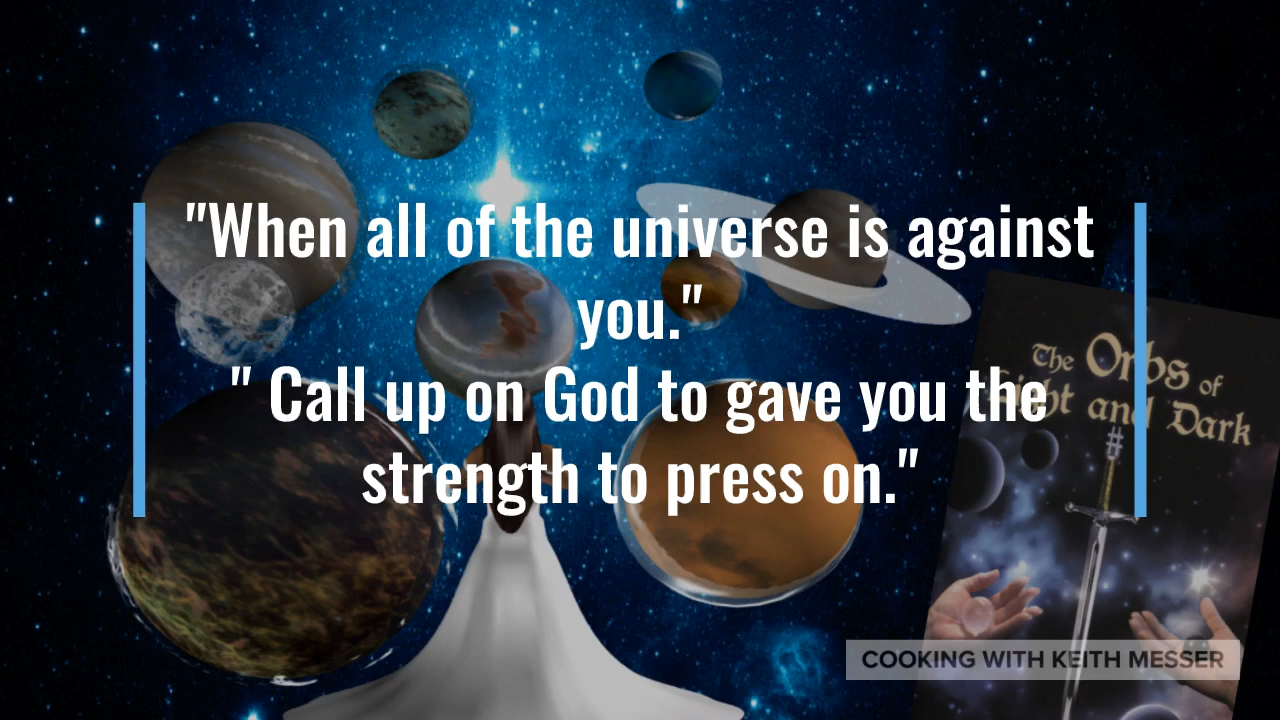 "When all of the universe is against
you."
" Call up on God to gave you the
strength to press on."
The Orbs of
Light and Dark
COOKING WITH KEITH MESSER